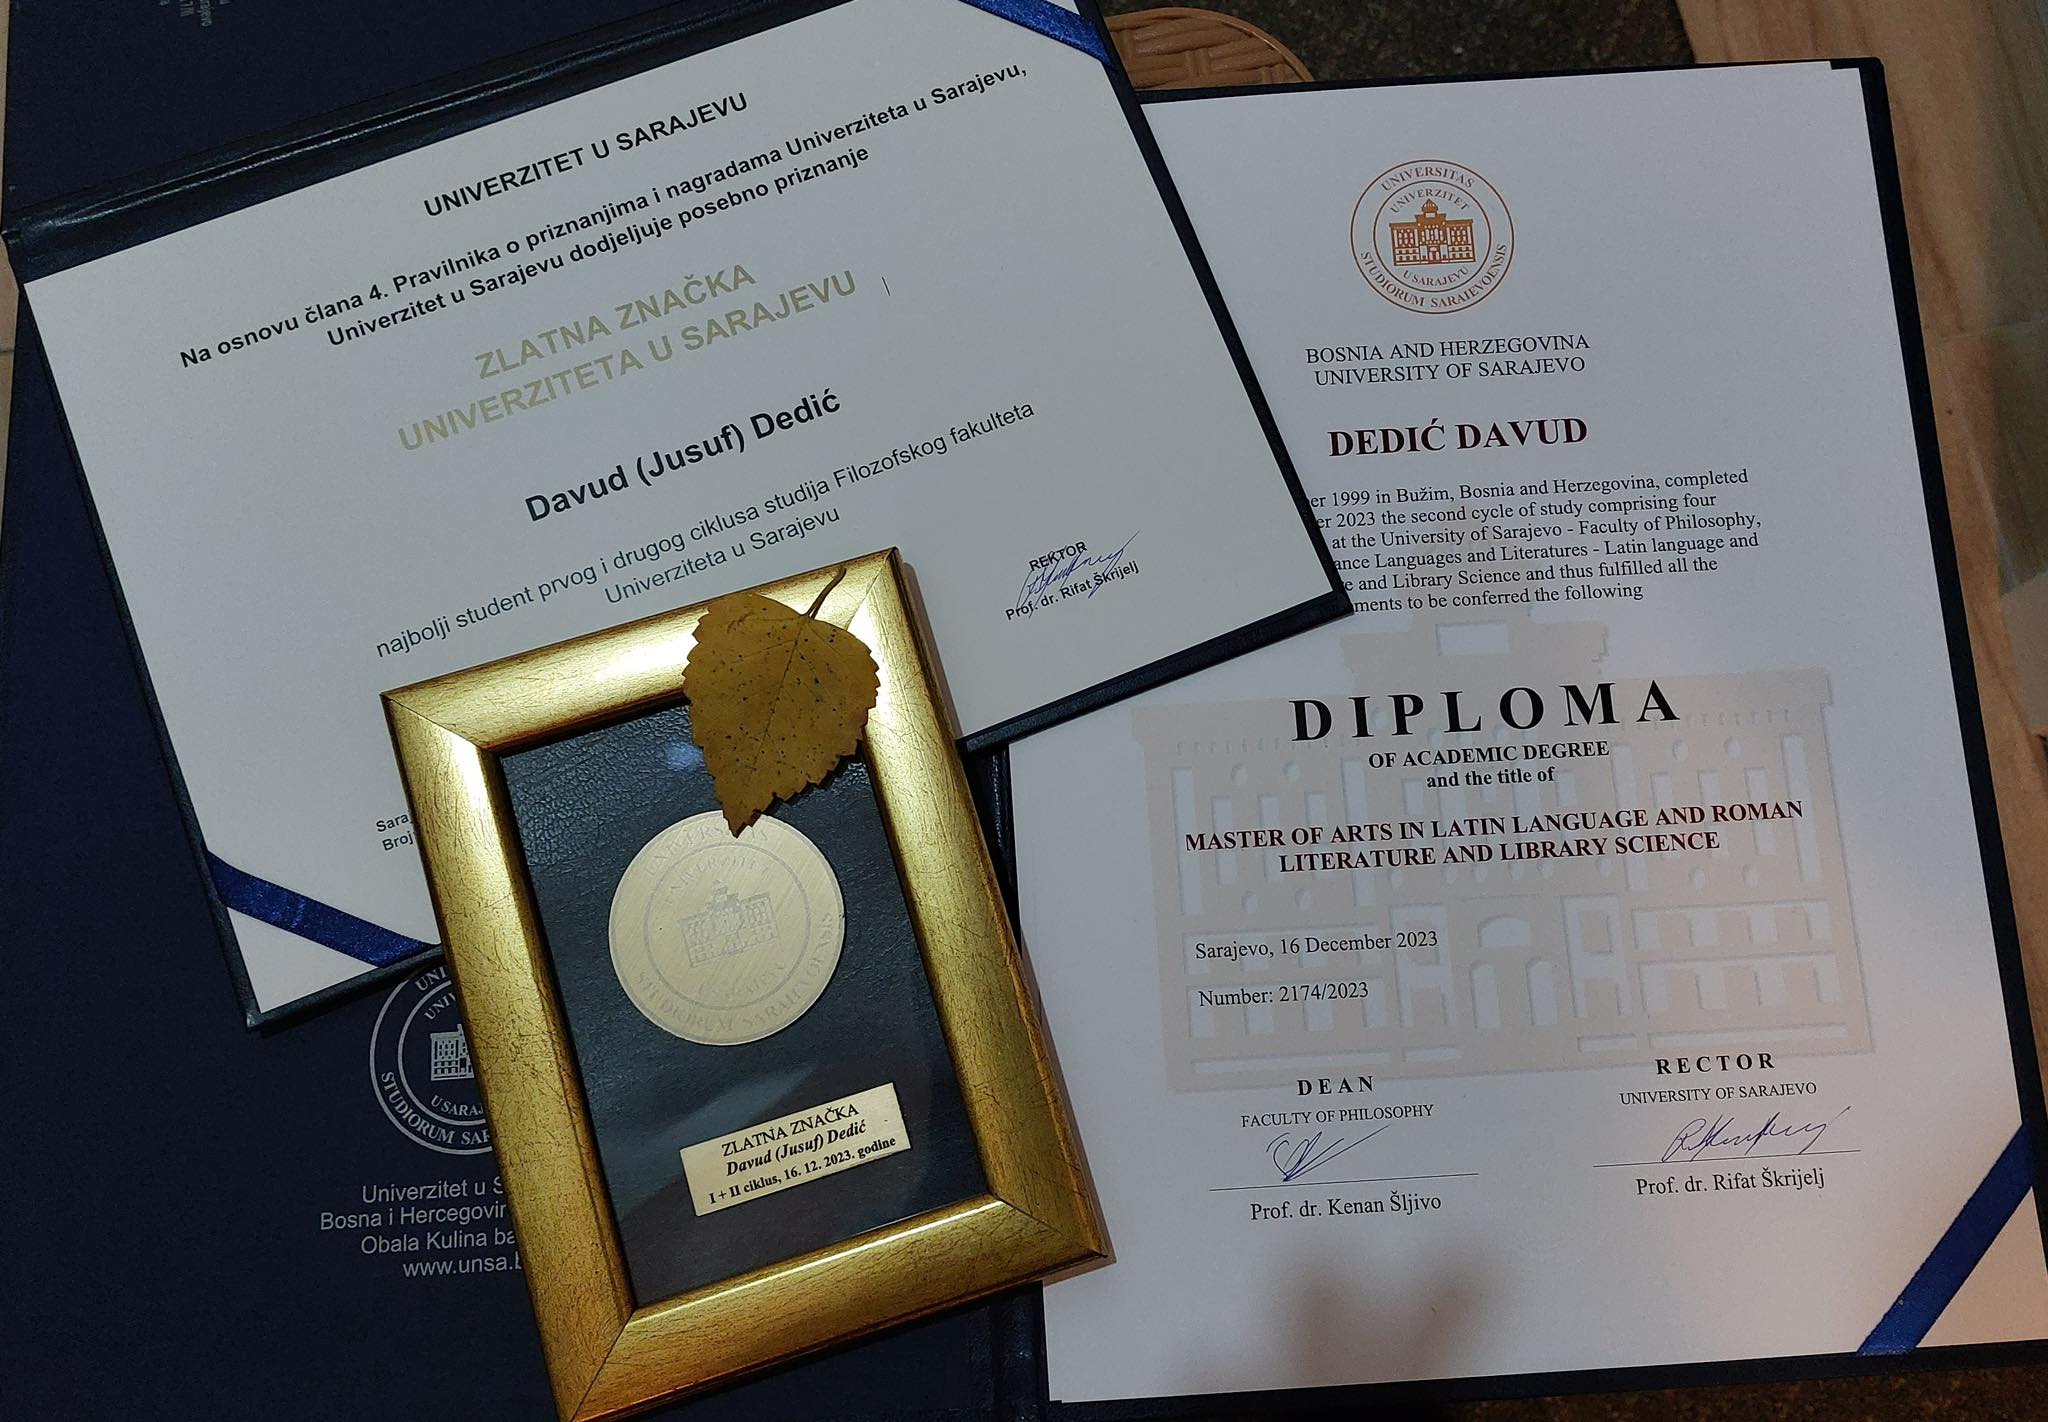 UNIVERZITET U SARAJEVU
Na osnovu člana 4. Pravilnika o priznanjima i nagradama Univerziteta u Sarajevu,
Univerzitet u Sarajevu dodjeljuje posebno priznanje
ZLATNA ZNAČKA
UNIVERZITETA U SARAJEVU
Davud (Jusuf) Dedić
najbolji student prvog i drugog ciklusa studija Filozofskog fakulteta
Univerziteta u Sarajevu
REKTOR
Prof. dr. Rifat Škrijelj
Broj
UNIVERSITAS
STUDIORUM SARAIEVOENSIS
UNIVERZITET
U SARAJEVU
BOSNIA AND HERZEGOVINA
UNIVERSITY OF SARAJEVO
DEDIĆ DAVUD
1999 in Bužim, Bosnia and Herzegovina, completed
2023 the second cycle of study comprising four
at the University of Sarajevo - Faculty of Philosophy,
Languages and Literatures - Latin language and
and Library Science and thus fulfilled all the
to be conferred the following
DIPLOMA
OF ACADEMIC DEGREE
and the title of
MASTER OF ARTS IN LATIN LANGUAGE AND ROMAN
LITERATURE AND LIBRARY SCIENCE
Sarajevo, 16 December 2023
Number: 2174/2023
DEAN
FACULTY OF PHILOSOPHY
Prof. dr. Kenan Šljivo
RECTOR
UNIVERSITY OF SARAJEVO
Prof. dr. Rifat Škrijelj
STUDIORUM SARAIEVOENSIS
ZLATNA ZNAČKA
Davud (Jusuf) Dedić
I + II ciklus, 16. 12. 2023. godine
STUDIORUM
Univerzitet u
Bosna i
Obala Kulina